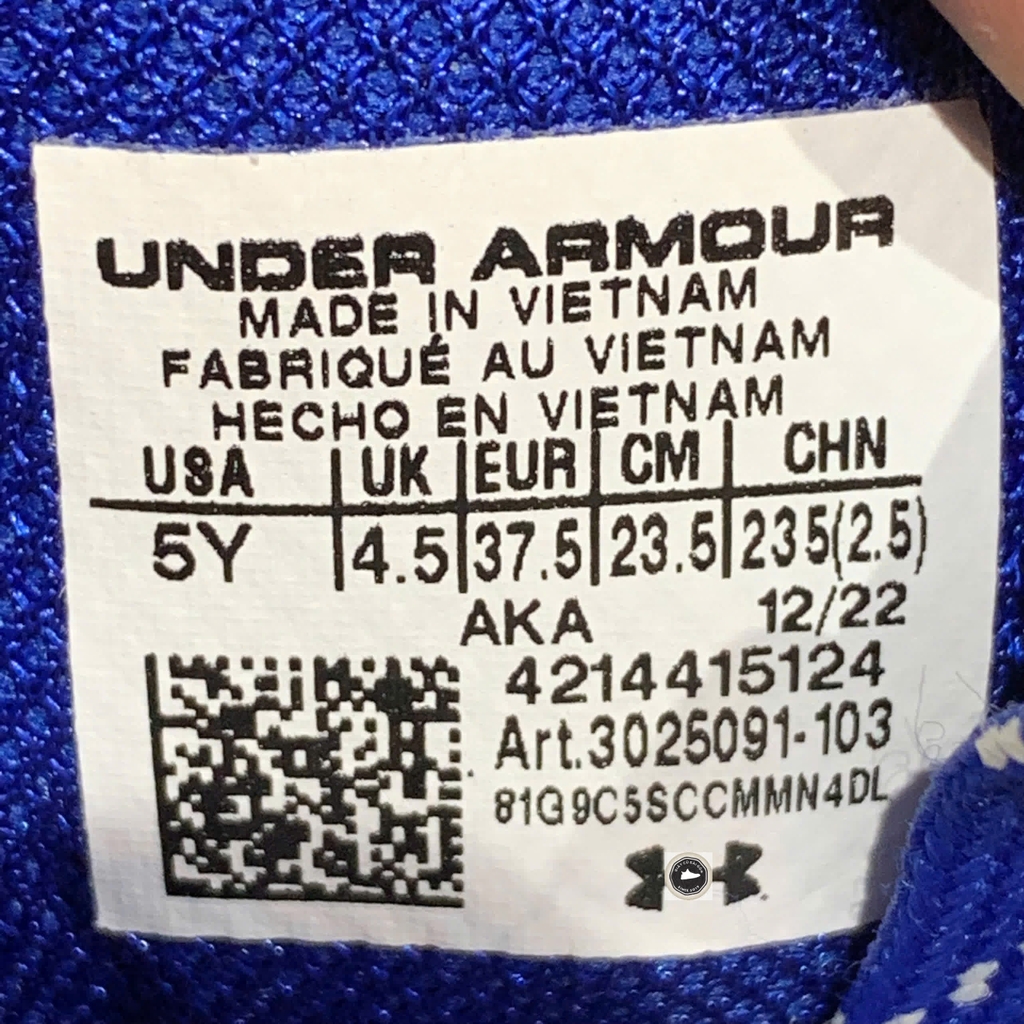 UNDER ARMOUR
MADE IN VIETNAM
FABRIQUÉ AU VIETNAM
HECHO EN VIETNAM
USA UK EUR CM CHN
5Y 4.5 37.5 23.5 235(2.5)
AKA 12/22
4214415124
Art.3025091-103
81G9C5SCCMMN4DL